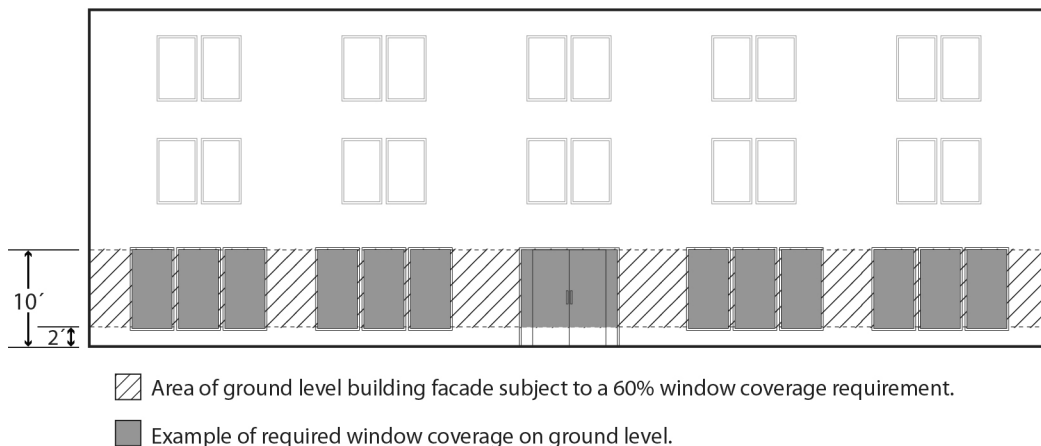 10´
2´
Area of ground level building facade subject to a 60% window coverage requirement.
Example of required window coverage on ground level.